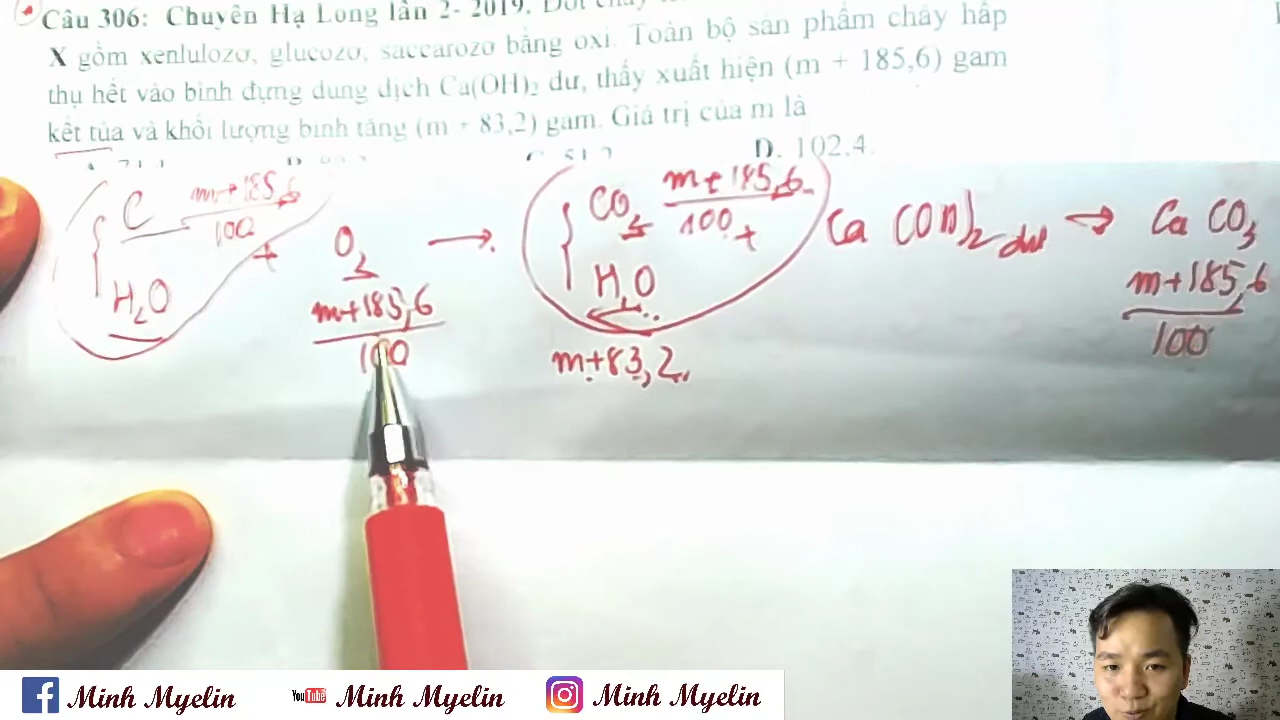 Câu 306: Chuyên Hạ Long lần 2- 2019.
X gồm xenlulozơ, glucozơ, saccarozơ bằng oxi. Toàn bộ sản phẩm cháy hấp
thụ hết vào bình đựng dung dịch Ca(OH)₂ dư, thấy xuất hiện (m + 185,6) gam
kết tủa và khối lượng bình tăng (m + 83,2) gam. Giá trị của m là
D. 102,4.
C m+185,6 / 100
H₂O
+
O₂
m+185,6 / 100
→
CO₂ m+185,6 / 100
H₂O
m+83,2
+
Ca(OH)₂ dư → CaCO₃
m+185,6 / 100
Minh Myelin
YouTube Minh Myelin
Minh Myelin